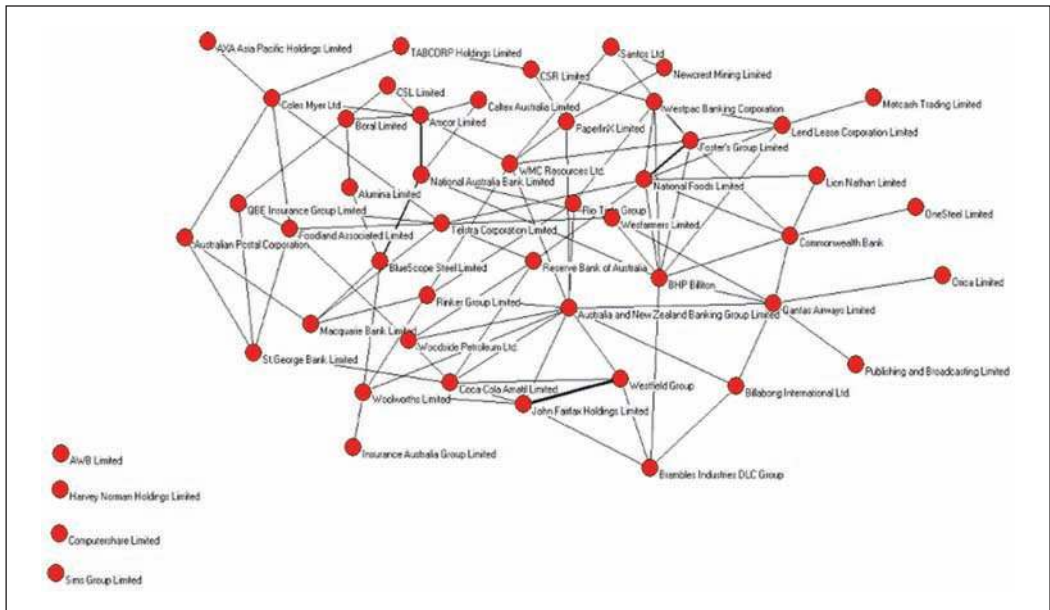 AXA Asia Pacific Holdings Limited
TABCORP Holdings Limited
Santos Ltd
CSR Limited
Newcrest Mining Limited
CSL Limited
Coles Myer Ltd
Caltex Australia Limited
Westpac Banking Corporation
Metcash Trading Limited
Boral Limited
Amcor Limited
PaperlinX Limited
Lend Lease Corporation Limited
Foster's Group Limited
WMC Resources Ltd.
National Australia Bank Limited
National Foods Limited
Lion Nathan Limited
Alumina Limited
QBE Insurance Group Limited
Rio Tinto Group
OneSteel Limited
Wesfarmers Limited
Telstra Corporation Limited
Foodland Associated Limited
Australian Postal Corporation
Commonwealth Bank
BlueScope Steel Limited
Reserve Bank of Australia
BHP Billiton
Orica Limited
Rinker Group Limited
Australia and New Zealand Banking Group Limited
Qantas Airways Limited
Macquarie Bank Limited
Woodside Petroleum Ltd.
St.George Bank Limited
Publishing and Broadcasting Limited
Coca-Cola Amatil Limited
Westfield Group
Billabong International Ltd
Woolworths Limited
John Fairfax Holdings Limited
Insurance Australia Group Limited
Brambles Industries DLC Group
AWB Limited
Harvey Norman Holdings Limited
Computershare Limited
Sims Group Limited